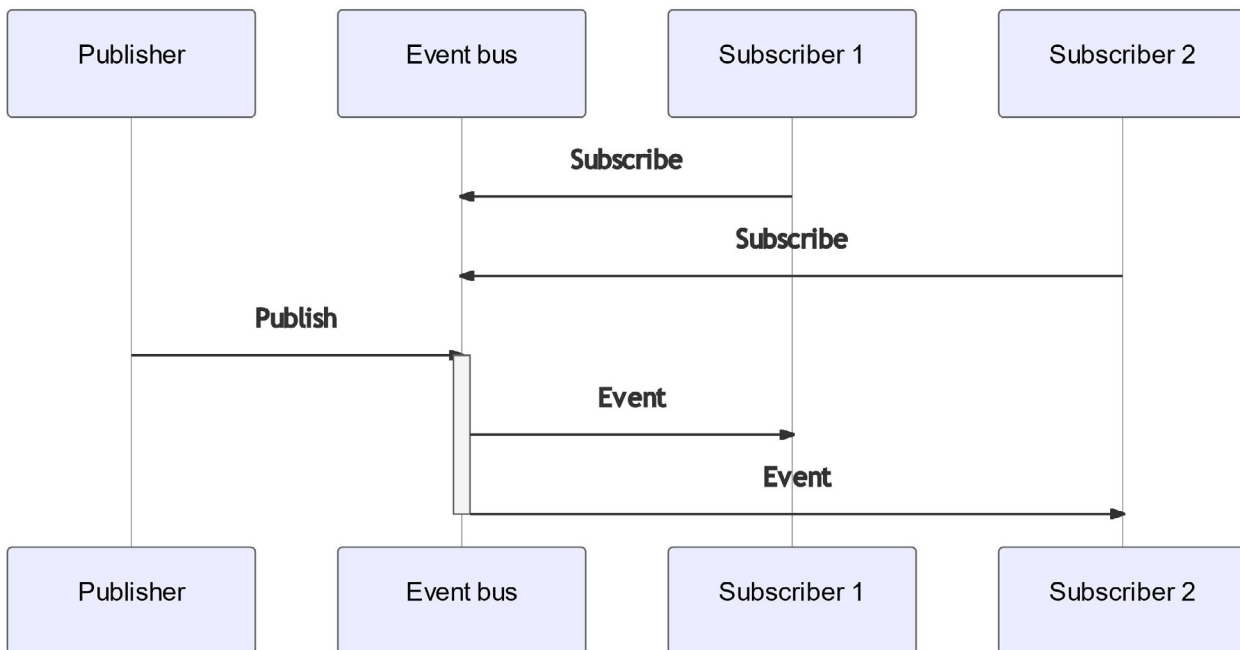 Publisher
Event bus
Subscriber 1
Subscriber 2
Subscribe
Subscribe
Publish
Event
Event
Publisher
Event bus
Subscriber 1
Subscriber 2